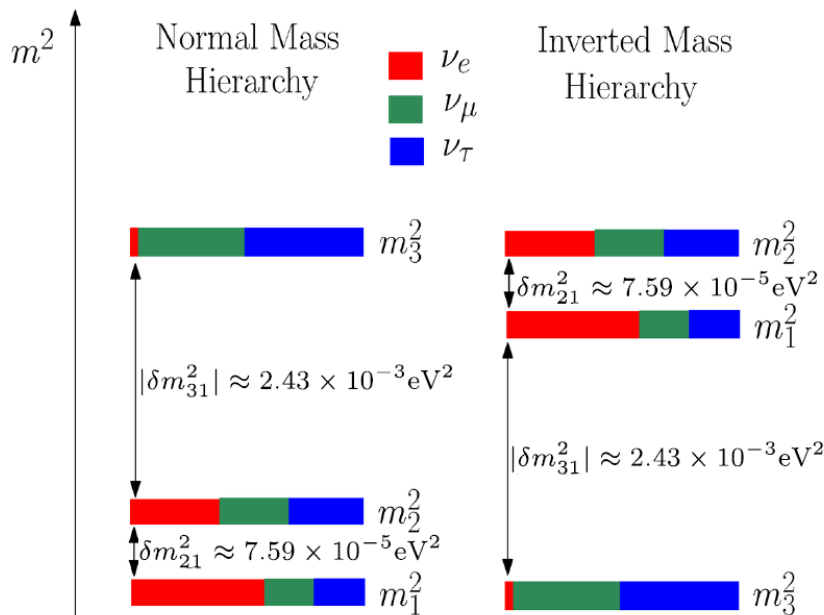 m²
Normal Mass
Hierarchy
Inverted Mass
Hierarchy
νₑ
ν_μ
ν_τ
m₃²
|δm₃₁²| ≈ 2.43 × 10⁻³eV²
m₂²
δm₂₁² ≈ 7.59 × 10⁻⁵eV²
m₁²
m₂²
δm₂₁² ≈ 7.59 × 10⁻⁵eV²
m₁²
|δm₃₁²| ≈ 2.43 × 10⁻³eV²
m₃²